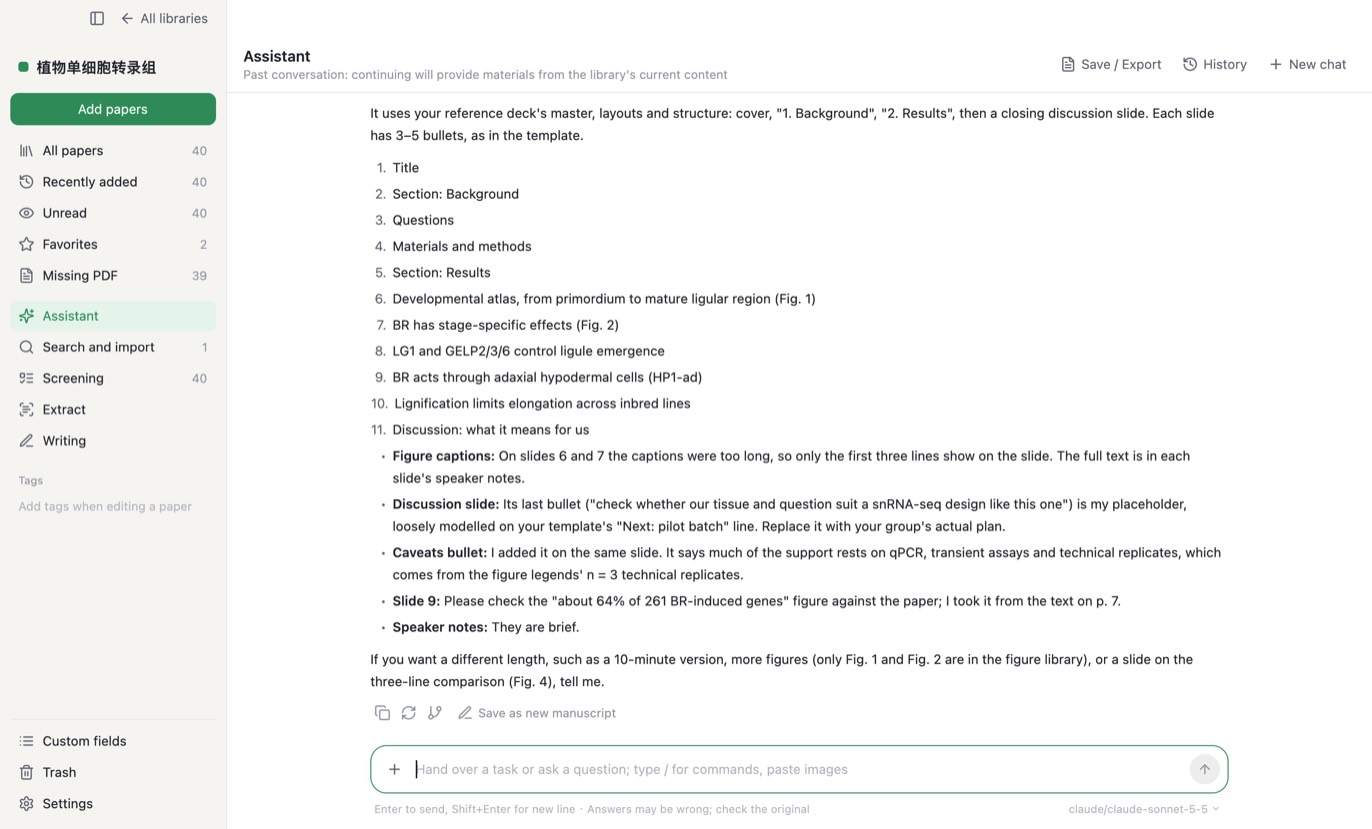 All libraries
植物单细胞转录组
Add papers
All papers 40
Recently added 40
Unread 40
Favorites 2
Missing PDF 39
Assistant
Search and import 1
Screening 40
Extract
Writing
Tags
Add tags when editing a paper
Custom fields
Trash
Settings
Assistant
Past conversation: continuing will provide materials from the library's current content
Save / Export
History
New chat
It uses your reference deck's master, layouts and structure: cover, "1. Background", "2. Results", then a closing discussion slide. Each slide
has 3–5 bullets, as in the template.
1. Title
2. Section: Background
3. Questions
4. Materials and methods
5. Section: Results
6. Developmental atlas, from primordium to mature ligular region (Fig. 1)
7. BR has stage-specific effects (Fig. 2)
8. LG1 and GELP2/3/6 control ligule emergence
9. BR acts through adaxial hypodermal cells (HP1-ad)
10. Lignification limits elongation across inbred lines
11. Discussion: what it means for us
• Figure captions: On slides 6 and 7 the captions were too long, so only the first three lines show on the slide. The full text is in each
slide's speaker notes.
• Discussion slide: Its last bullet ("check whether our tissue and question suit a snRNA-seq design like this one") is my placeholder,
loosely modelled on your template's "Next: pilot batch" line. Replace it with your group's actual plan.
• Caveats bullet: I added it on the same slide. It says much of the support rests on qPCR, transient assays and technical replicates, which
comes from the figure legends' n = 3 technical replicates.
• Slide 9: Please check the "about 64% of 261 BR-induced genes" figure against the paper; I took it from the text on p. 7.
• Speaker notes: They are brief.
If you want a different length, such as a 10-minute version, more figures (only Fig. 1 and Fig. 2 are in the figure library), or a slide on the
three-line comparison (Fig. 4), tell me.
Save as new manuscript
Hand over a task or ask a question; type / for commands, paste images
Enter to send, Shift+Enter for new line · Answers may be wrong; check the original
claude/claude-sonnet-5-5